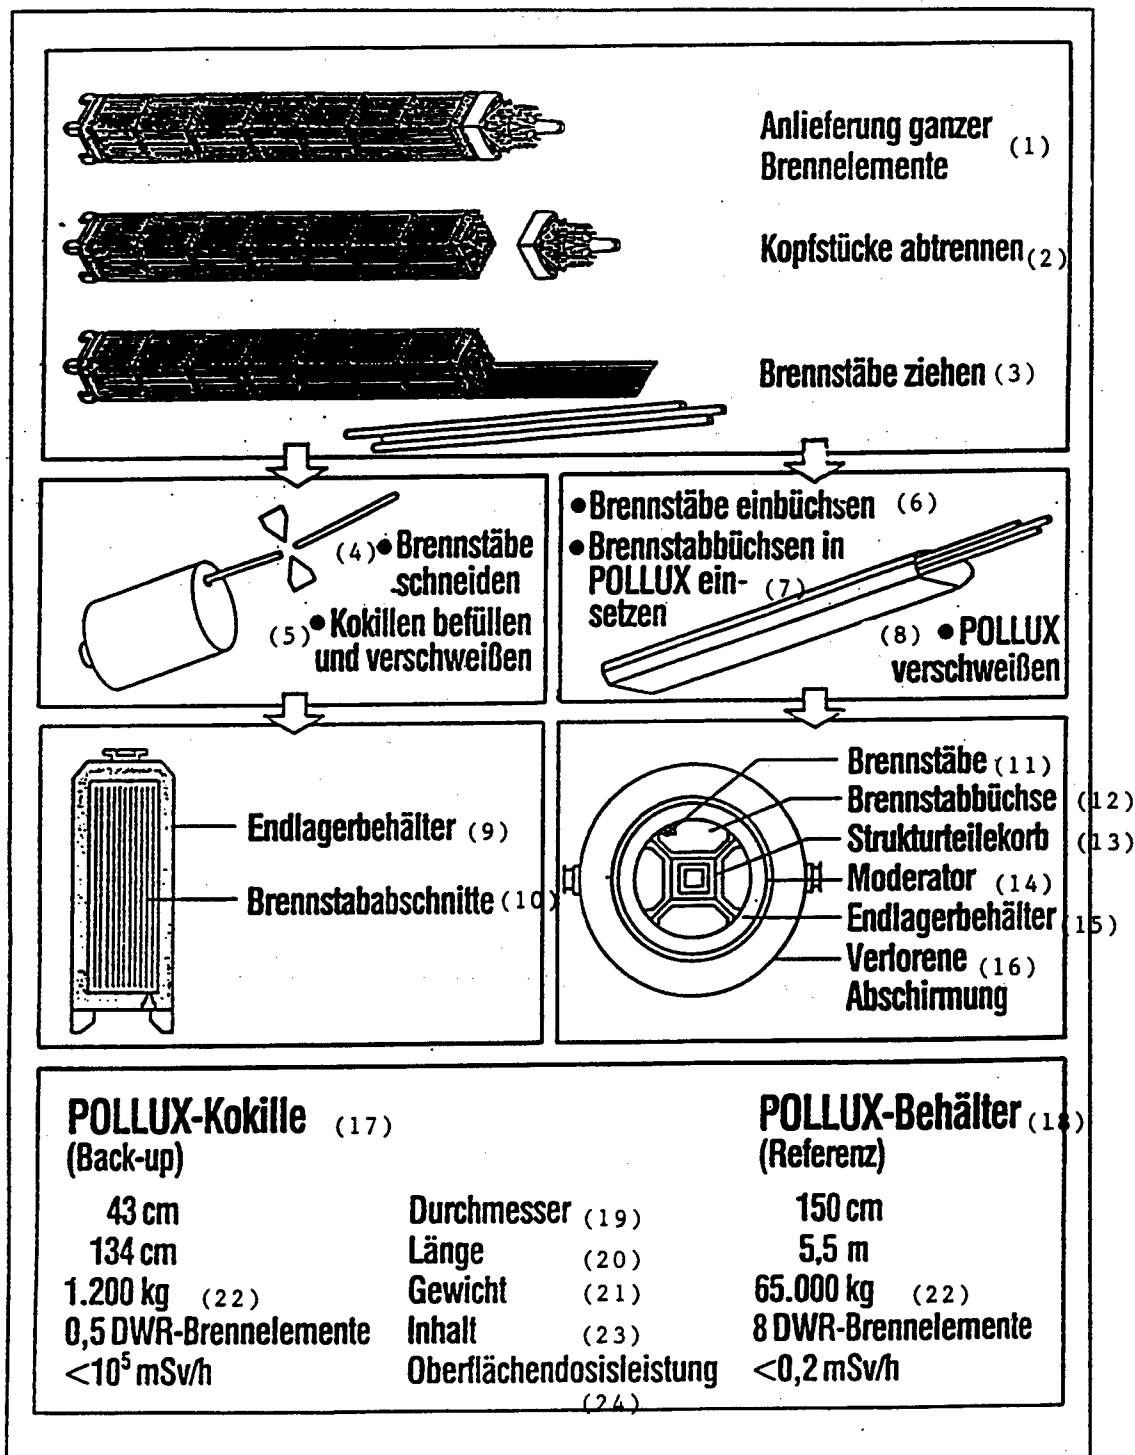 Anlieferung ganzer (1)
Brennelemente
Kopfstücke abtrennen (2)
Brennstäbe ziehen (3)
(4) ● Brennstäbe
schneiden
(5) ● Kokillen befüllen
und verschweißen
● Brennstäbe einbüchsen (6)
● Brennstabbüchsen in
POLLUX ein- (7)
setzen
(8) ● POLLUX
verschweißen
Endlagerbehälter (9)
Brennstababschnitte (10)
Brennstäbe (11)
Brennstabbüchse (12)
Strukturteilekorb (13)
Moderator (14)
Endlagerbehälter (15)
Verlorene (16)
Abschirmung
POLLUX-Kokille (17) POLLUX-Behälter (18)
(Back-up) (Referenz)
43 cm Durchmesser (19) 150 cm
134 cm Länge (20) 5,5 m
1.200 kg (22) Gewicht (21) 65.000 kg (22)
0,5 DWR-Brennelemente Inhalt (23) 8 DWR-Brennelemente
<10⁵ mSv/h Oberflächendosisleistung <0,2 mSv/h
(24)